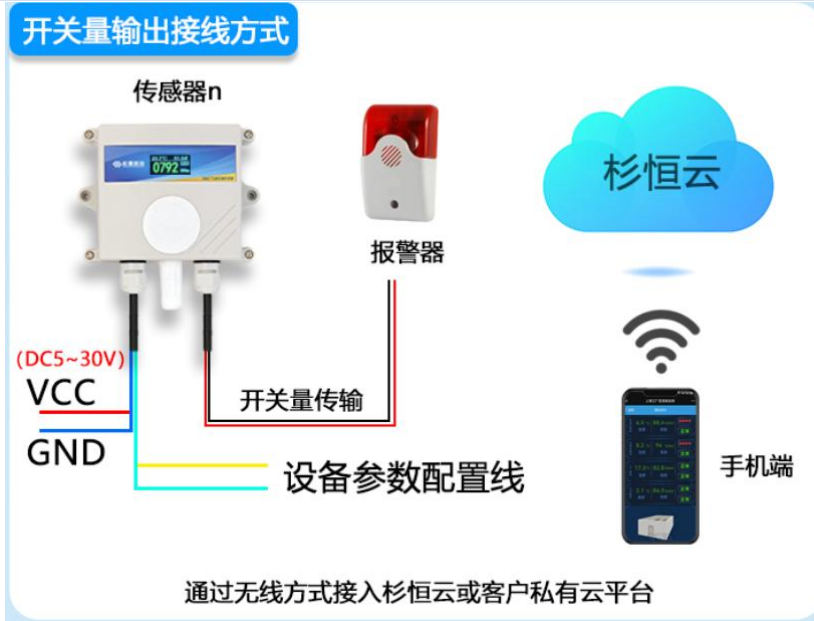 开关量输出接线方式
传感器n
0792
杉恒云
报警器
(DC5~30V)
VCC
开关量传输
GND
设备参数配置线
手机端
通过无线方式接入杉恒云或客户私有云平台